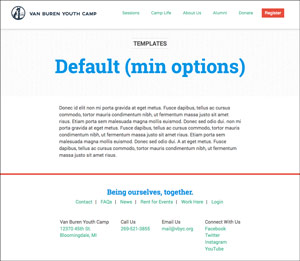 VAN BUREN YOUTH CAMP
Sessions Camp Life About Us Alumni Donate Register
TEMPLATES
Default (min options)
Donec id elit non mi porta gravida at eget metus. Fusce dapibus, tellus ac cursus
commodo, tortor mauris condimentum nibh, ut fermentum massa justo sit amet
risus. Etiam porta sem malesuada magna mollis euismod. Donec sed odio dui. non mi
porta gravida at eget metus. Fusce dapibus, tellus ac cursus commodo, tortor mauris
condimentum nibh, ut fermentum massa justo sit amet risus. Etiam porta sem
malesuada magna mollis euismod. Donec sed odio dui. A at eget metus. Fusce
dapibus, tellus ac cursus commodo, tortor mauris condimentum nibh, ut fermentum
massa justo sit amet risus.
Being ourselves, together.
Contact | FAQs | News | Rent for Events | Work Here | Login
Van Buren Youth Camp
12370 45th St
Bloomingdale, MI
Call Us
269-521-3855
Email Us
mail@vbyc.org
Connect With Us
Facebook
Twitter
Instagram
YouTube